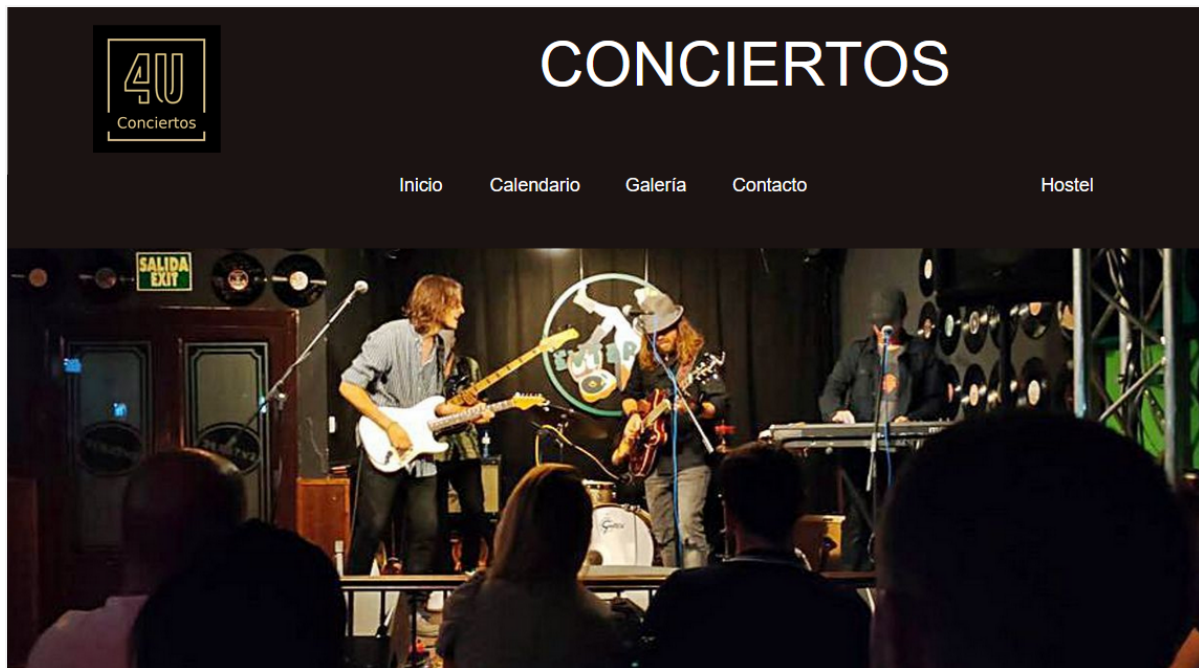 4U
Conciertos
CONCIERTOS
Inicio Calendario Galería Contacto Hostel
SALIDA
EXIT